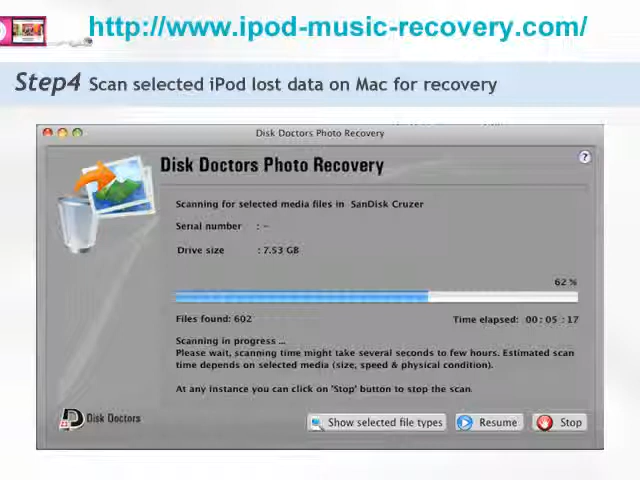 http://www.ipod-music-recovery.com/
Step4 Scan selected iPod lost data on Mac for recovery
Disk Doctors Photo Recovery
Disk Doctors Photo Recovery
?
Scanning for selected media files in SanDisk Cruzer
Serial number : -
Drive size : 7.53 GB
62 %
Files found: 602 Time elapsed: 00 : 05 : 17
Scanning in progress ...
Please wait, scanning time might take several seconds to few hours. Estimated scan
time depends on selected media (size, speed & physical condition).
At any instance you can click on 'Stop' button to stop the scan.
Disk Doctors
Show selected file types Resume Stop